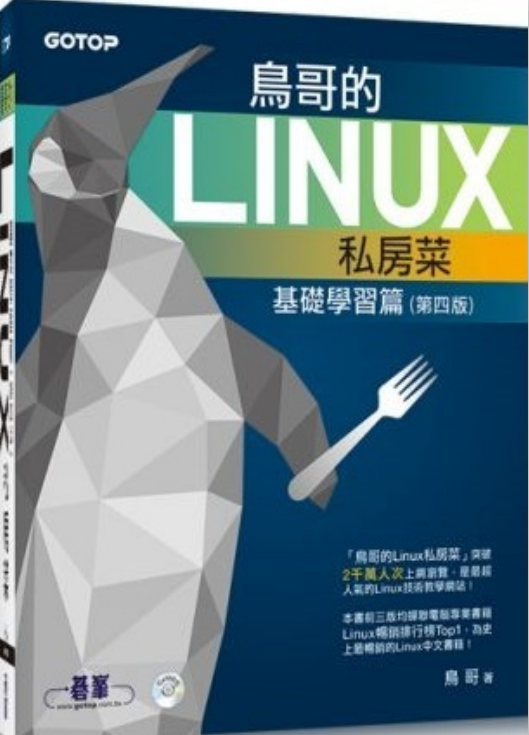 GOTOP
鳥哥的
LINUX
私房菜
基礎學習篇 (第四版)
「鳥哥的Linux私房菜」突破
2千萬人次上網瀏覽，是最超
人氣的Linux技術教學網站！
本書前三版均蟬聯電腦專業書籍
Linux暢銷排行榜Top1，為史
上最暢銷的Linux中文書籍！
鳥 哥 著
碁峯
www.gotop.com.tw